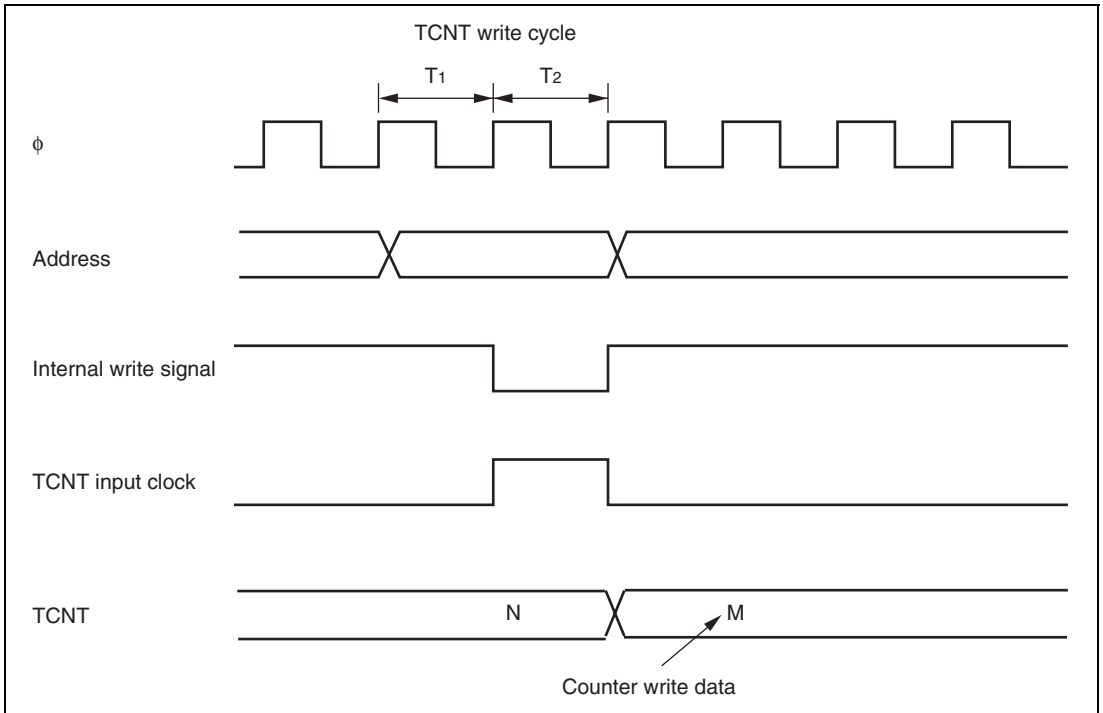 TCNT write cycle
T1 T2
ϕ
Address
Internal write signal
TCNT input clock
TCNT N M
Counter write data